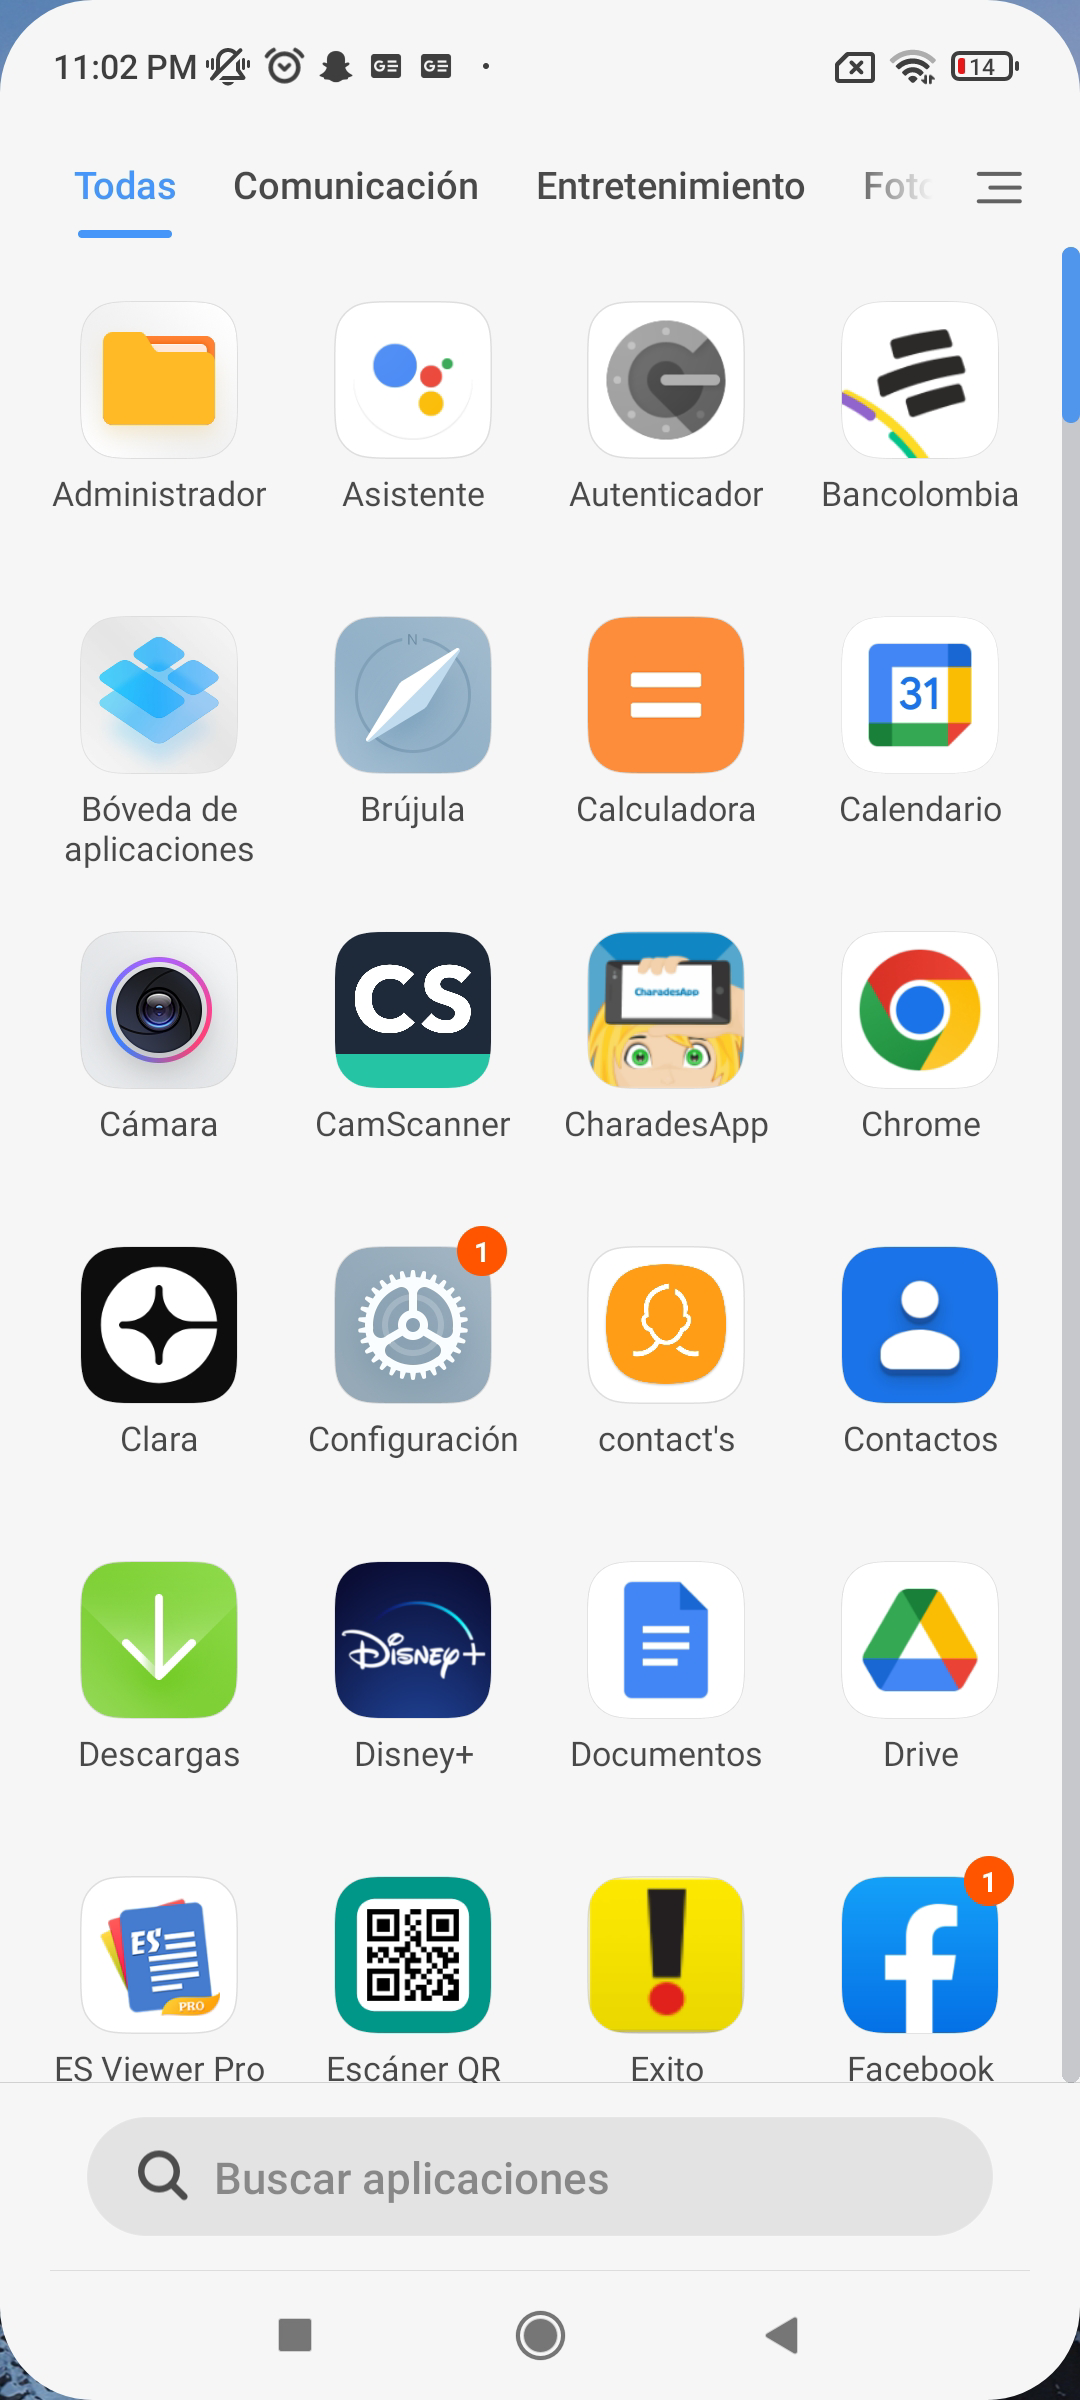 11:02 PM
14
Todas Comunicación Entretenimiento Foto
Administrador Asistente Autenticador Bancolombia
N
31
Bóveda de aplicaciones Brújula Calculadora Calendario
CS
CharadesApp
Cámara CamScanner CharadesApp Chrome
1
Clara Configuración contact's Contactos
Disney+
Descargas Disney+ Documentos Drive
1
ES
PRO
ES Viewer Pro Escáner QR Exito Facebook
Buscar aplicaciones